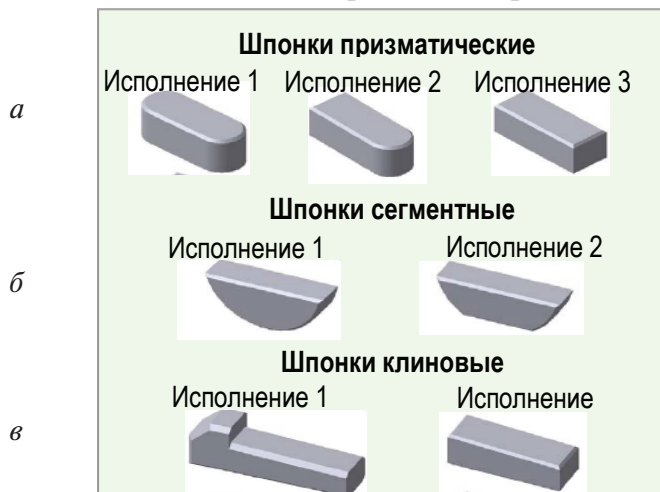 Шпонки призматические
Исполнение 1 Исполнение 2 Исполнение 3
а
Шпонки сегментные
Исполнение 1 Исполнение 2
б
Шпонки клиновые
Исполнение 1 Исполнение
в